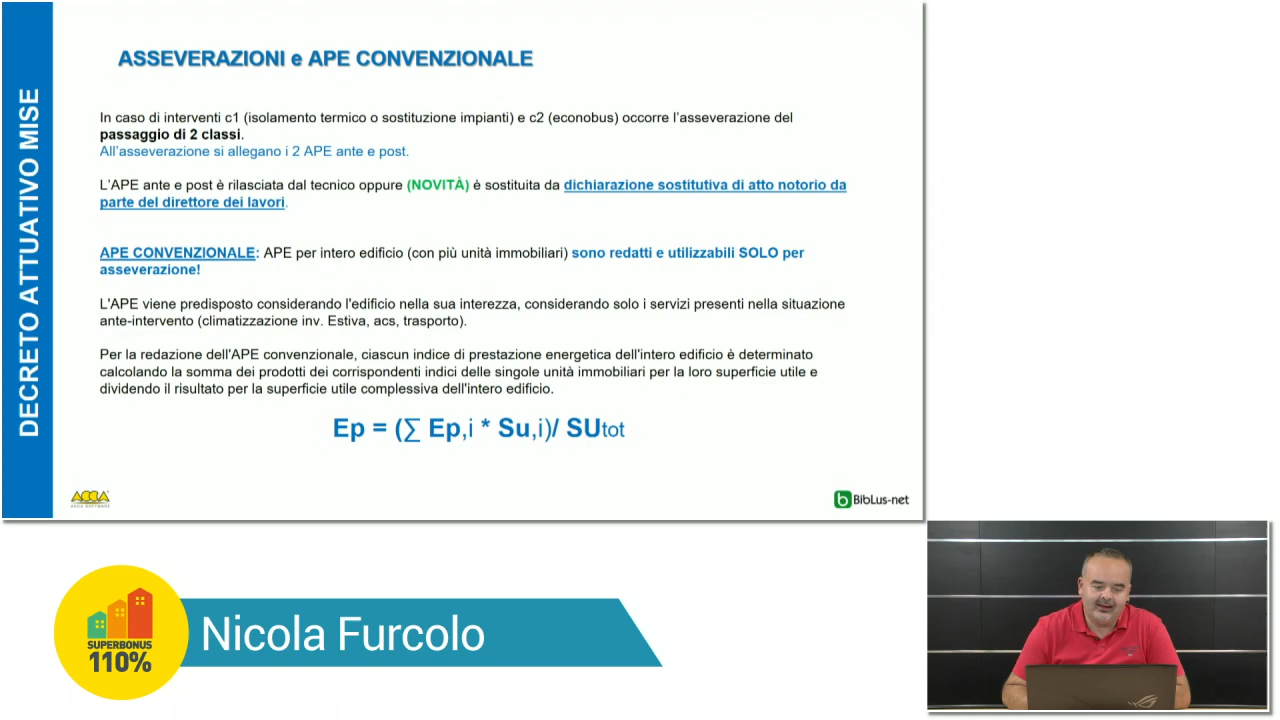 DECRETO ATTUATIVO MISE
ASSEVERAZIONI e APE CONVENZIONALE
In caso di interventi c1 (isolamento termico o sostituzione impianti) e c2 (econobus) occorre l'asseverazione del
passaggio di 2 classi.
All'asseverazione si allegano i 2 APE ante e post.
L'APE ante e post è rilasciata dal tecnico oppure (NOVITÀ) è sostituita da dichiarazione sostitutiva di atto notorio da
parte del direttore dei lavori.
APE CONVENZIONALE: APE per intero edificio (con più unità immobiliari) sono redatti e utilizzabili SOLO per
asseverazione!
L'APE viene predisposto considerando l'edificio nella sua interezza, considerando solo i servizi presenti nella situazione
ante-intervento (climatizzazione inv. Estiva, acs, trasporto).
Per la redazione dell'APE convenzionale, ciascun indice di prestazione energetica dell'intero edificio è determinato
calcolando la somma dei prodotti dei corrispondenti indici delle singole unità immobiliari per la loro superficie utile e
dividendo il risultato per la superficie utile complessiva dell'intero edificio.
Ep = (∑ Ep,i * Su,i)/ SUtot
ACCA
ACCA SOFTWARE
b BibLus-net
SUPERBONUS
110%
Nicola Furcolo